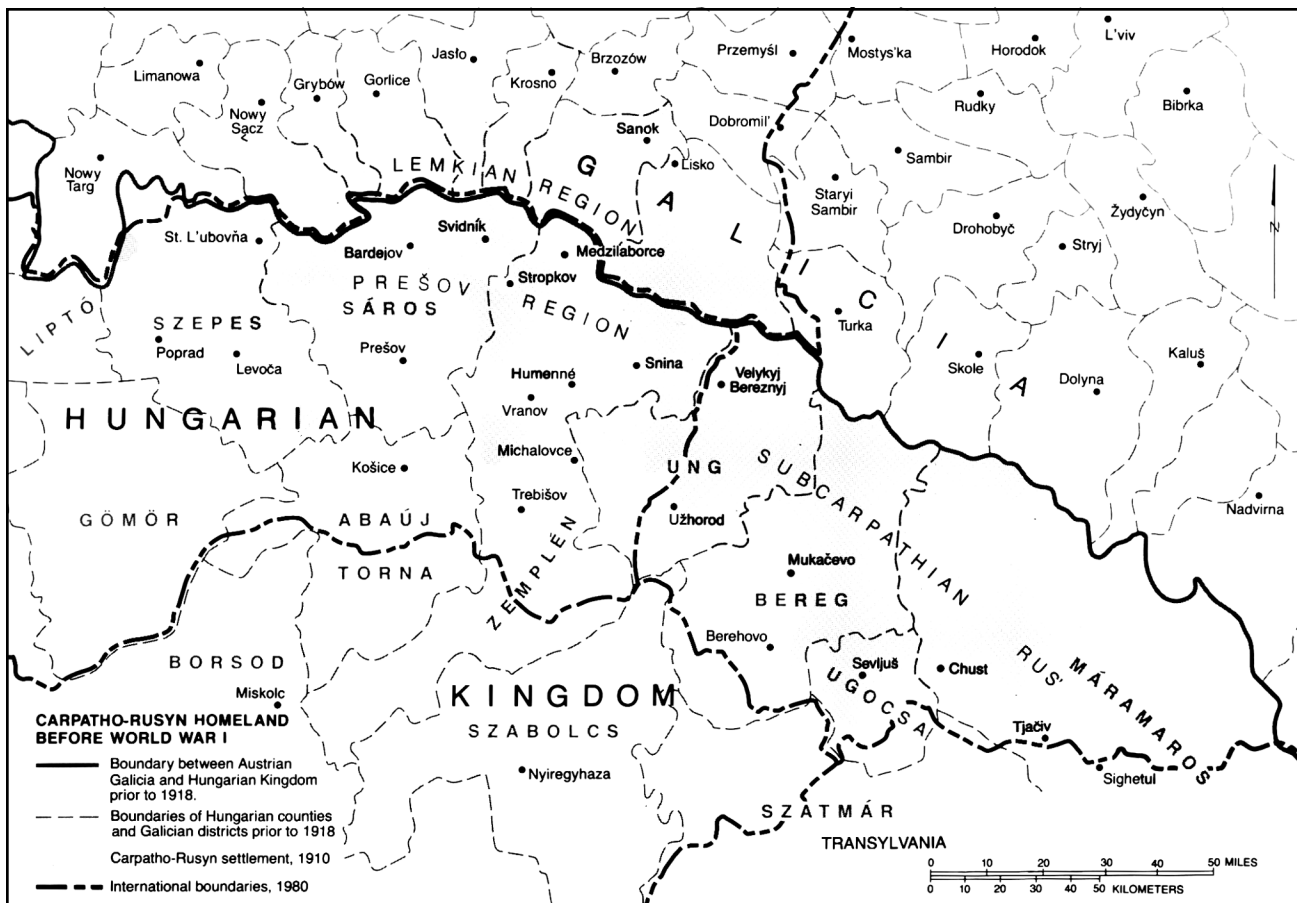 L'viv
Mostys'ka
Horodok
Przemyśl
Jasło
Brzozów
Limanowa
Grybów
Gorlice
Krosno
Rudky
Bibrka
Nowy
Sącz
Dobromil'
Sanok
Sambir
Nowy
Targ
LEMKIAN REGION
Lisko
Staryi
Sambir
GALICIA
Drohobyč
Stryj
Žydyčyn
St. L'ubovňa
Svidník
Bardejov
Medzilaborce
Stropkov
PREŠOV REGION
SÁROS
LIPTÓ
SZEPES
Turka
Poprad
Levoča
Prešov
Snina
Skole
Dolyna
Kaluš
Humenné
Velykyj
Bereznyj
Vranov
HUNGARIAN
Michalovce
Košice
UNG
SUBCARPATHIAN RUS'
Trebišov
Užhorod
Nadvirna
GÖMÖR
ABAÚJ
TORNA
ZEMPLÉN
Mukačevo
BEREG
Berehovo
BORSOD
Sevljuš
Chust
UGOCSA
MÁRAMAROS
Miskolc
KINGDOM
SZABOLCS
Tjačiv
Sighetul
Nyiregyhaza
SZATMÁR
TRANSYLVANIA
N
CARPATHO-RUSYN HOMELAND
BEFORE WORLD WAR I
Boundary between Austrian
Galicia and Hungarian Kingdom
prior to 1918.
Boundaries of Hungarian counties
and Galician districts prior to 1918
Carpatho-Rusyn settlement, 1910
International boundaries, 1980
0 10 20 30 40 50 MILES
0 10 20 30 40 50 KILOMETERS